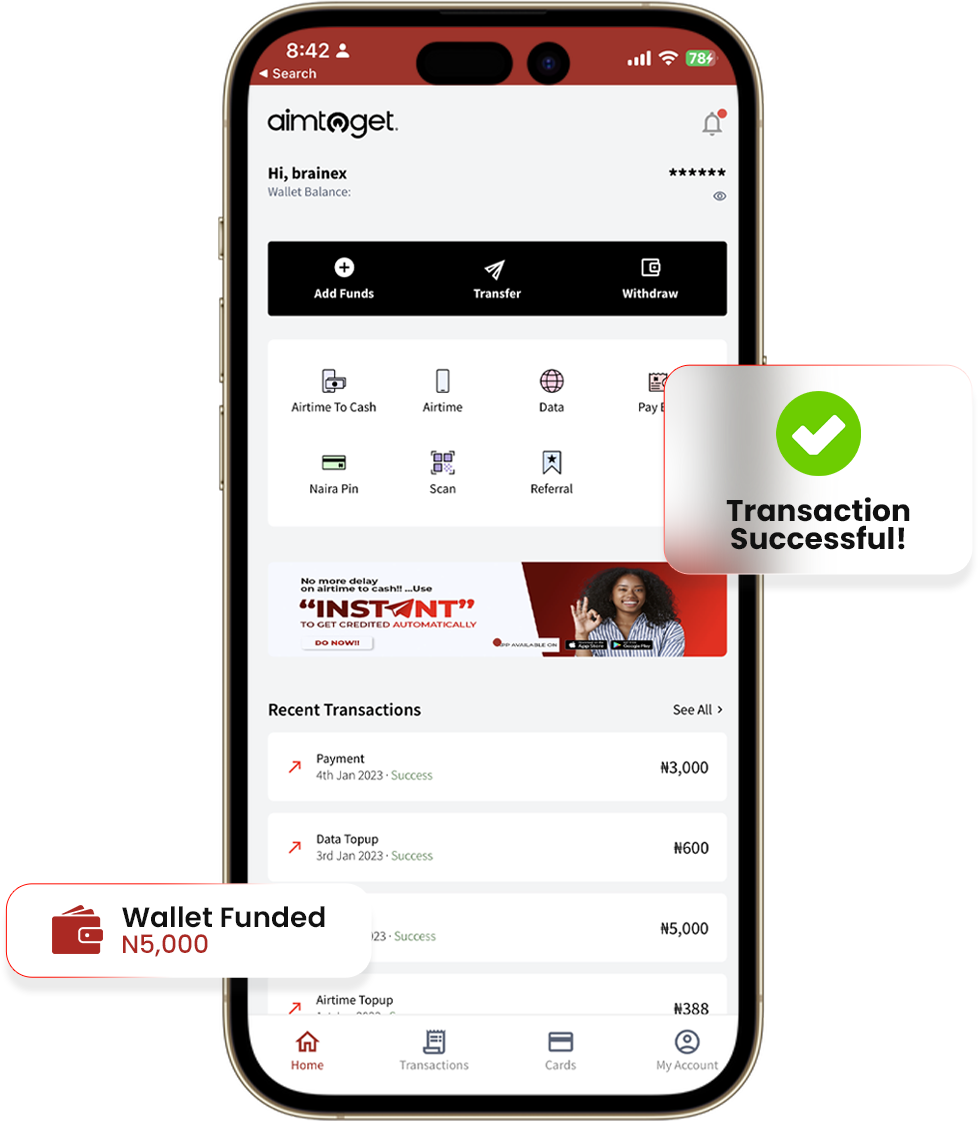 8:42
78
◀ Search
aimtoget.
Hi, brainex
******
Wallet Balance:
Add Funds
Transfer
Withdraw
Airtime To Cash
Airtime
Data
Pay
Naira Pin
Scan
Referral
Transaction
Successful!
No more delay
on airtime to cash!! ...Use
"INSTANT"
TO GET CREDITED AUTOMATICALLY
DO NOW!!
APP AVAILABLE ON
App Store
Google Play
Recent Transactions
See All >
Payment
4th Jan 2023 · Success
₦3,000
Data Topup
3rd Jan 2023 · Success
₦600
Wallet Funded
N5,000
023 · Success
₦5,000
Airtime Topup
₦388
Home
Transactions
Cards
My Account